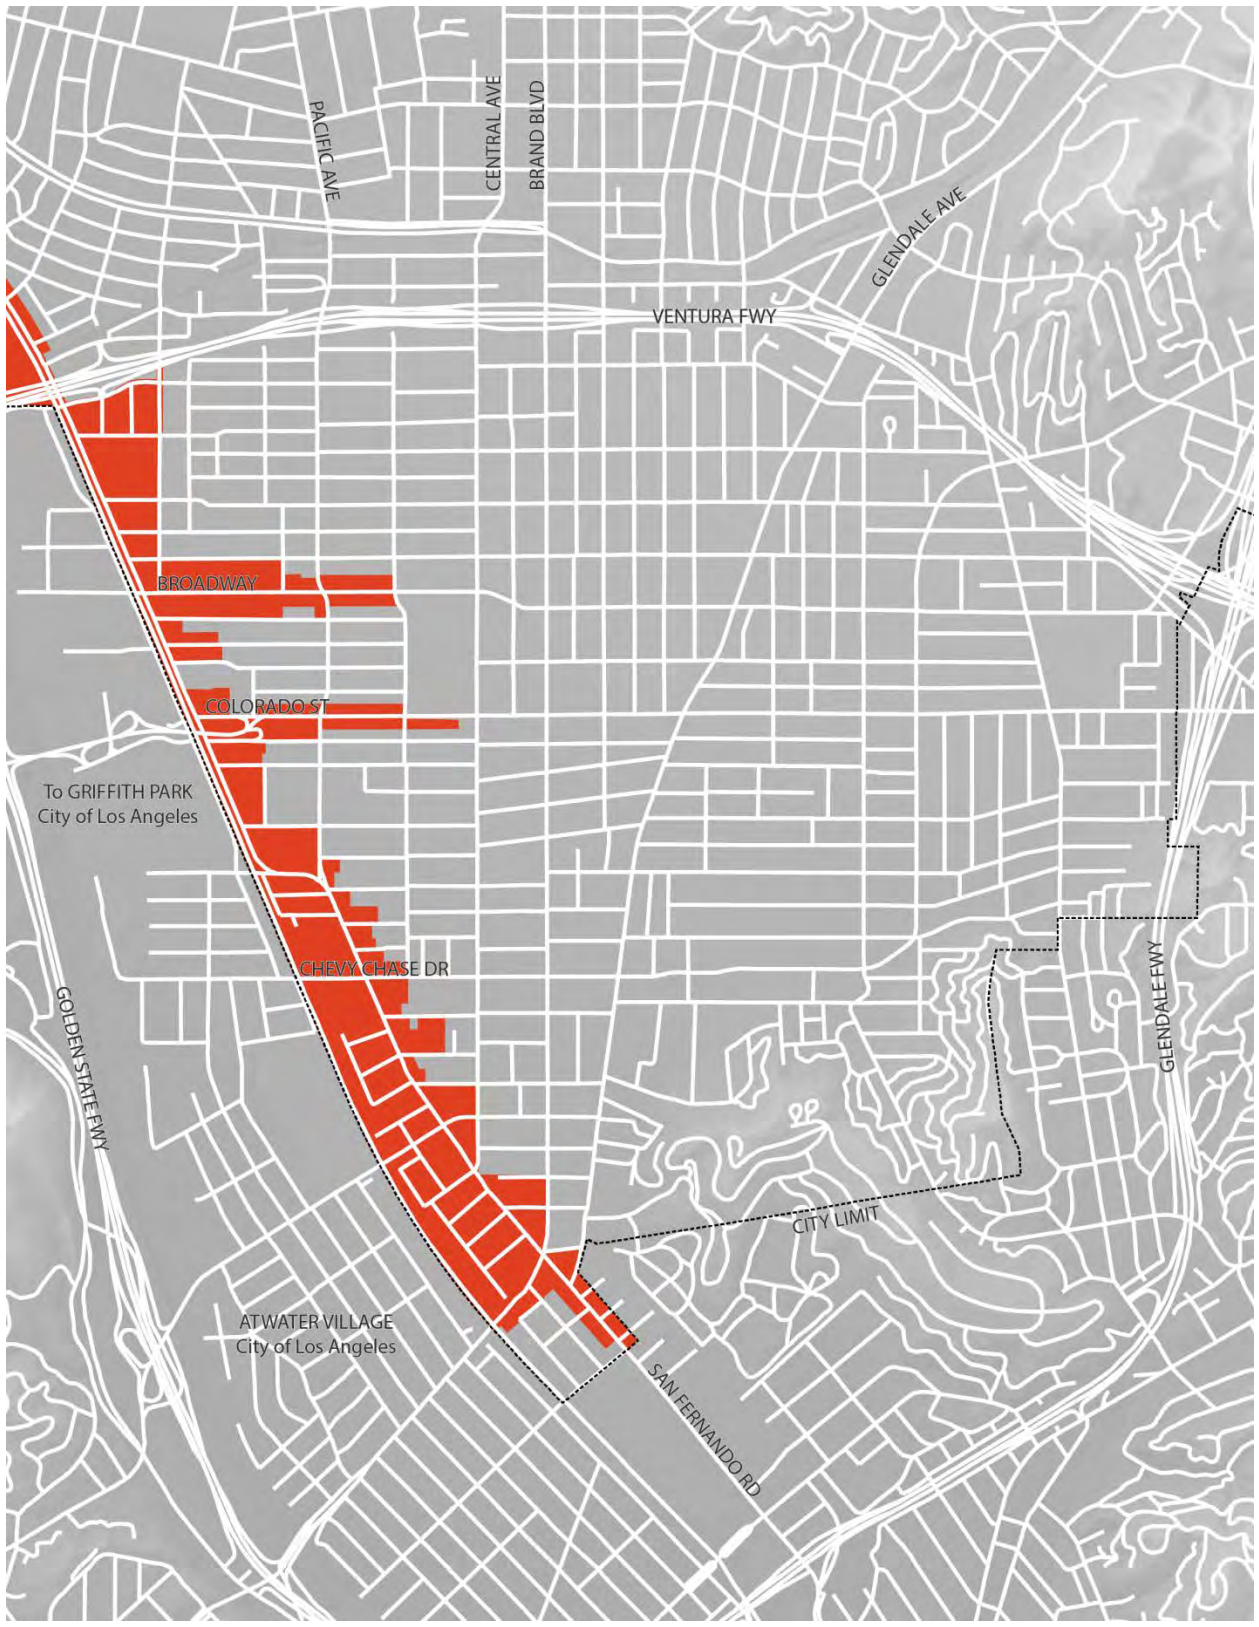 PACIFIC AVE
CENTRAL AVE
BRAND BLVD
GLENDALE AVE
VENTURA FWY
BROADWAY
COLORADO ST
To GRIFFITH PARK
City of Los Angeles
CHEVY CHASE DR
GOLDEN STATE FWY
GLENDALE FWY
CITY LIMIT
ATWATER VILLAGE
City of Los Angeles
SAN FERNANDO RD